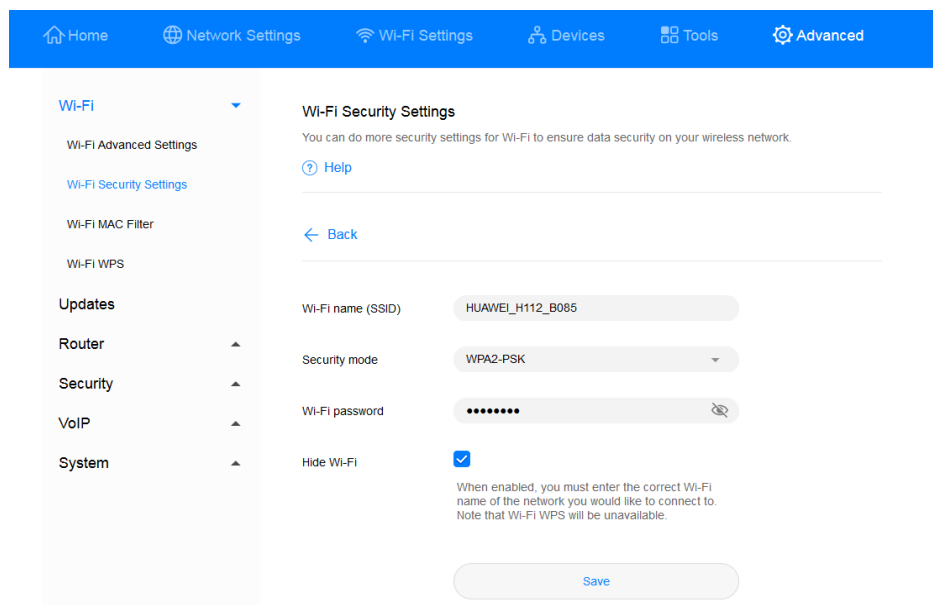 Home Network Settings Wi-Fi Settings Devices Tools Advanced
Wi-Fi
Wi-Fi Advanced Settings
Wi-Fi Security Settings
Wi-Fi MAC Filter
Wi-Fi WPS
Updates
Router
Security
VoIP
System
Wi-Fi Security Settings
You can do more security settings for Wi-Fi to ensure data security on your wireless network.
? Help
Back
Wi-Fi name (SSID) HUAWEI_H112_B085
Security mode WPA2-PSK
Wi-Fi password ••••••••
Hide Wi-Fi
When enabled, you must enter the correct Wi-Fi
name of the network you would like to connect to.
Note that Wi-Fi WPS will be unavailable.
Save